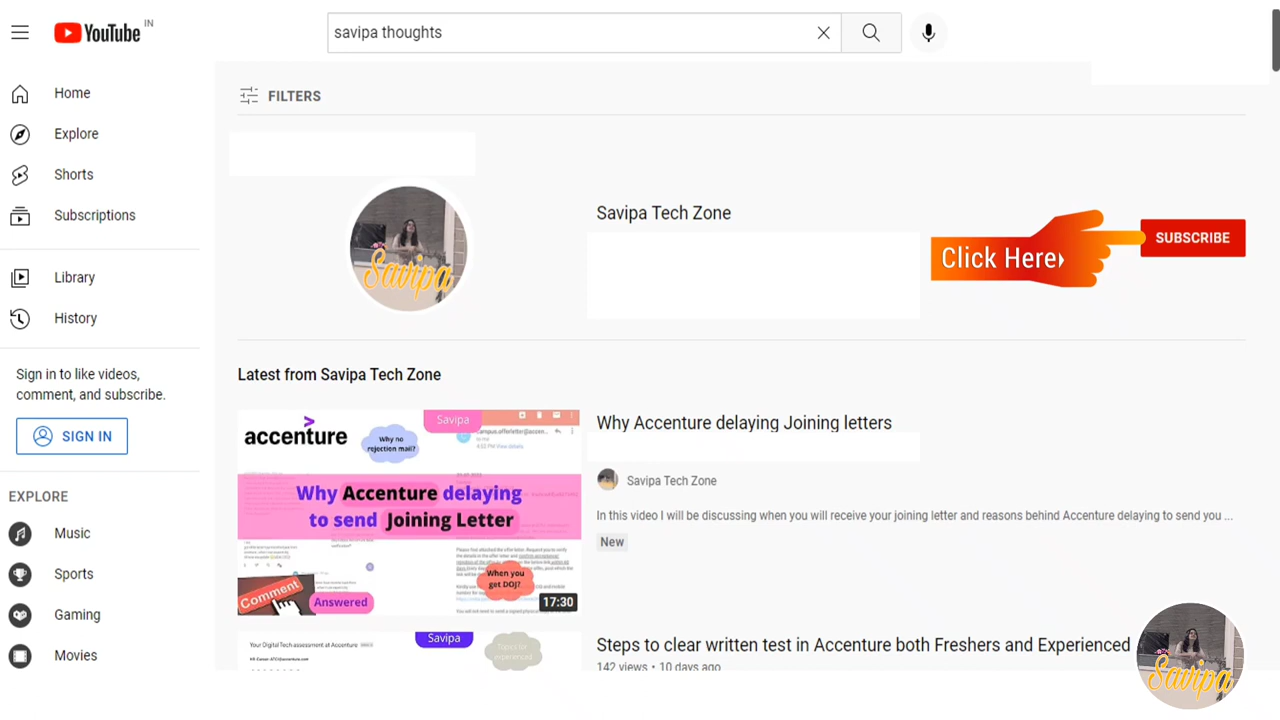 YouTube IN
savipa thoughts
Home
Explore
Shorts
Subscriptions
Library
History
Sign in to like videos,
comment, and subscribe.
SIGN IN
EXPLORE
Music
Sports
Gaming
Movies
FILTERS
Savipa
Savipa Tech Zone
Click Here
SUBSCRIBE
Latest from Savipa Tech Zone
accenture
Why no
rejection mail?
Savipa
Why Accenture delaying
to send Joining Letter
When you
get DOJ?
Comment
Answered
17:30
Why Accenture delaying Joining letters
Savipa Tech Zone
In this video I will be discussing when you will receive your joining letter and reasons behind Accenture delaying to send you ...
New
Your Digital Tech assessment at Accenture
Savipa
Topics for
experienced
Steps to clear written test in Accenture both Freshers and Experienced
142 views • 10 days ago
Savipa